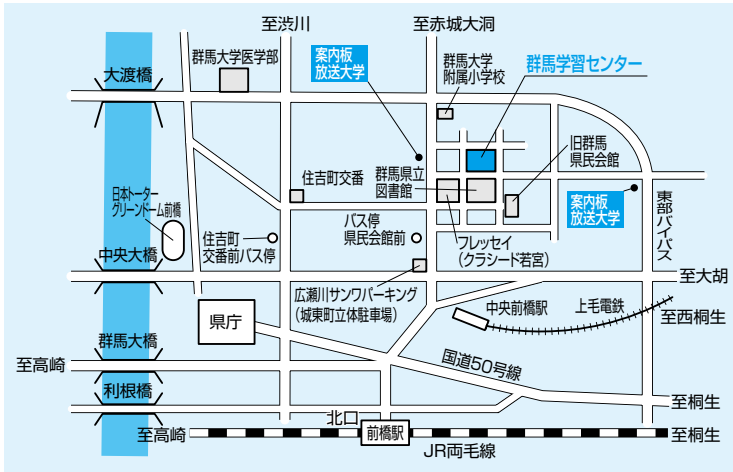 至渋川
至赤城大洞
群馬大学医学部
案内板
放送大学
群馬大学
附属小学校
群馬学習センター
大渡橋
旧群馬
県民会館
住吉町交番
群馬県立
図書館
日本トーター
グリーンドーム前橋
案内板
放送大学
東部バイパス
住吉町
交番前バス停
バス停
県民会館前
フレッセイ
(クラシード若宮)
中央大橋
至大胡
広瀬川サンワパーキング
(城東町立体駐車場)
中央前橋駅
上毛電鉄
至西桐生
県庁
群馬大橋
至高崎
国道50号線
利根橋
至桐生
北口
至高崎
前橋駅
至桐生
JR両毛線